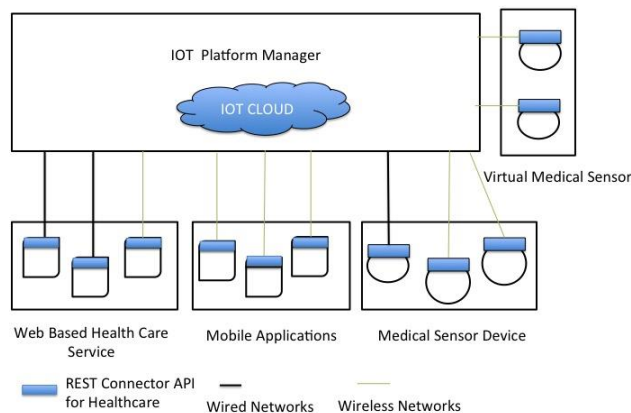 IOT Platform Manager
IOT CLOUD
Virtual Medical Sensor
Web Based Health Care
Service
Mobile Applications
Medical Sensor Device
REST Connector API
for Healthcare
Wired Networks
Wireless Networks